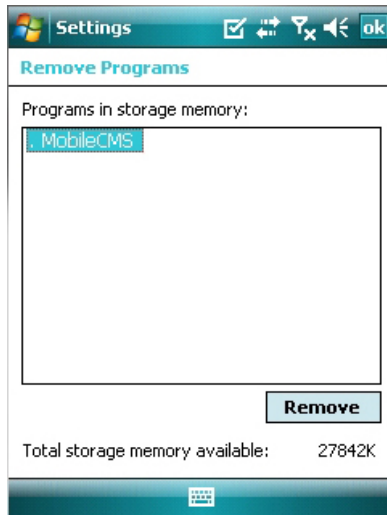 Settings
ok
Remove Programs
Programs in storage memory:
. MobileCMS
Remove
Total storage memory available: 27842K